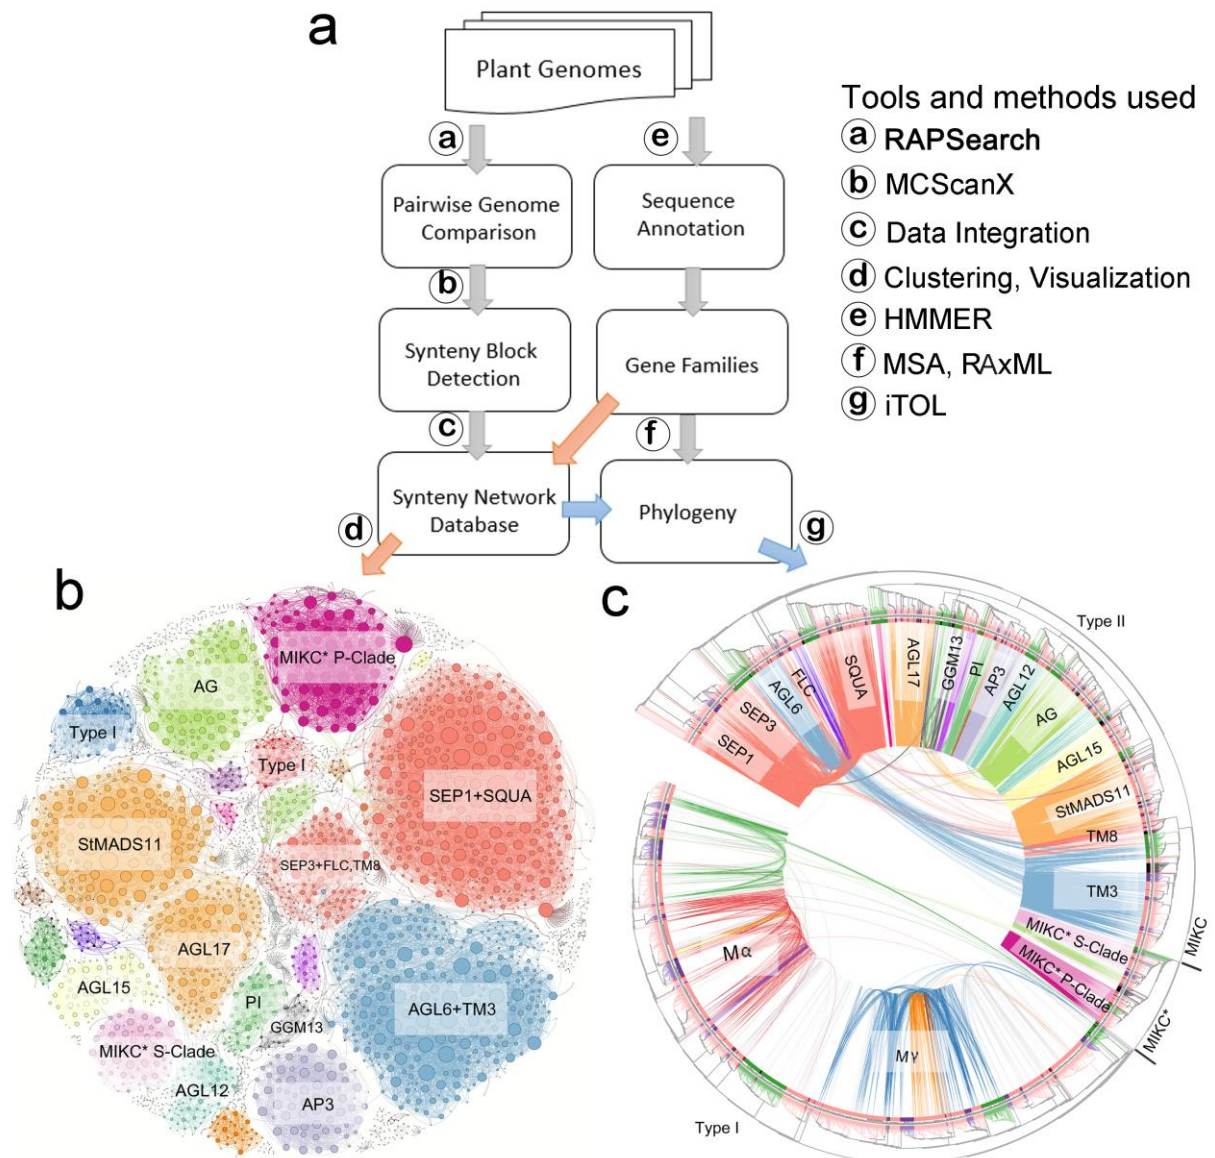 a
Plant Genomes
Tools and methods used
a RAPSearch
b MCScanX
c Data Integration
d Clustering, Visualization
e HMMER
f MSA, RAxML
g iTOL
a
e
Pairwise Genome
Comparison
Sequence
Annotation
b
Synteny Block
Detection
Gene Families
c
f
Synteny Network
Database
Phylogeny
d
g
b
MIKC* P-Clade
AG
Type I
Type I
SEP1+SQUA
StMADS11
SEP3+FLC,TM8
AGL17
AGL15
PI
AGL6+TM3
GGM13
MIKC* S-Clade
AGL12
AP3
c
Type II
SEP1
SEP3
AGL6
FLC
SQUA
AGL17
GGM13
PI
AP3
AGL12
AG
AGL15
StMADS11
TM8
TM3
MIKC* S-Clade
MIKC* P-Clade
MIKC
MIKC*
Mα
Mγ
Type I